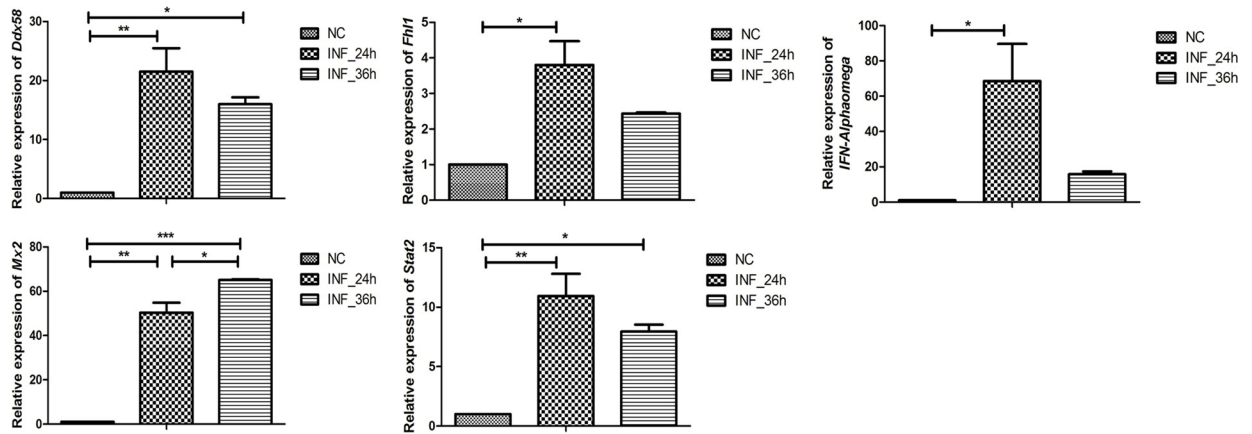 Relative expression of Ddx58
30
20
10
0
*
**
NC
INF_24h
INF_36h
Relative expression of Fhl1
6
4
2
1
0
*
NC
INF_24h
INF_36h
Relative expression of
IFN-Alphaomega
100
80
60
40
20
0
*
NC
INF_24h
INF_36h
Relative expression of Mx2
80
60
40
20
0
***
**
*
NC
INF_24h
INF_36h
Relative expression of Stat2
15
10
5
0
*
**
NC
INF_24h
INF_36h